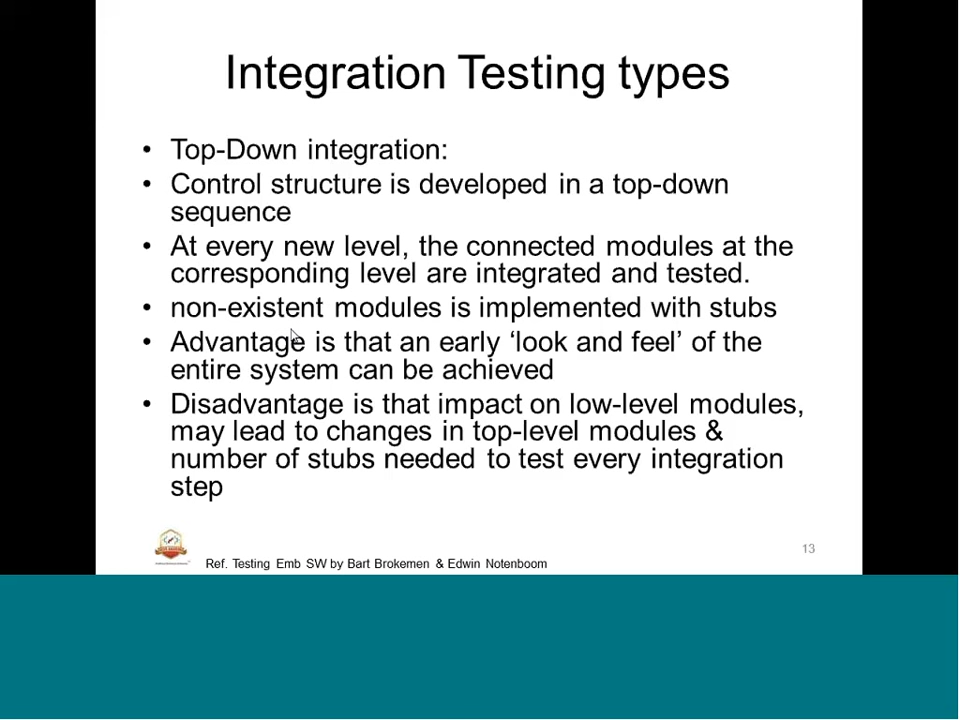 Integration Testing types
• Top-Down integration:
• Control structure is developed in a top-down
sequence
• At every new level, the connected modules at the
corresponding level are integrated and tested.
• non-existent modules is implemented with stubs
• Advantage is that an early ‘look and feel’ of the
entire system can be achieved
• Disadvantage is that impact on low-level modules,
may lead to changes in top-level modules &
number of stubs needed to test every integration
step
13
Ref. Testing Emb SW by Bart Brokemen & Edwin Notenboom